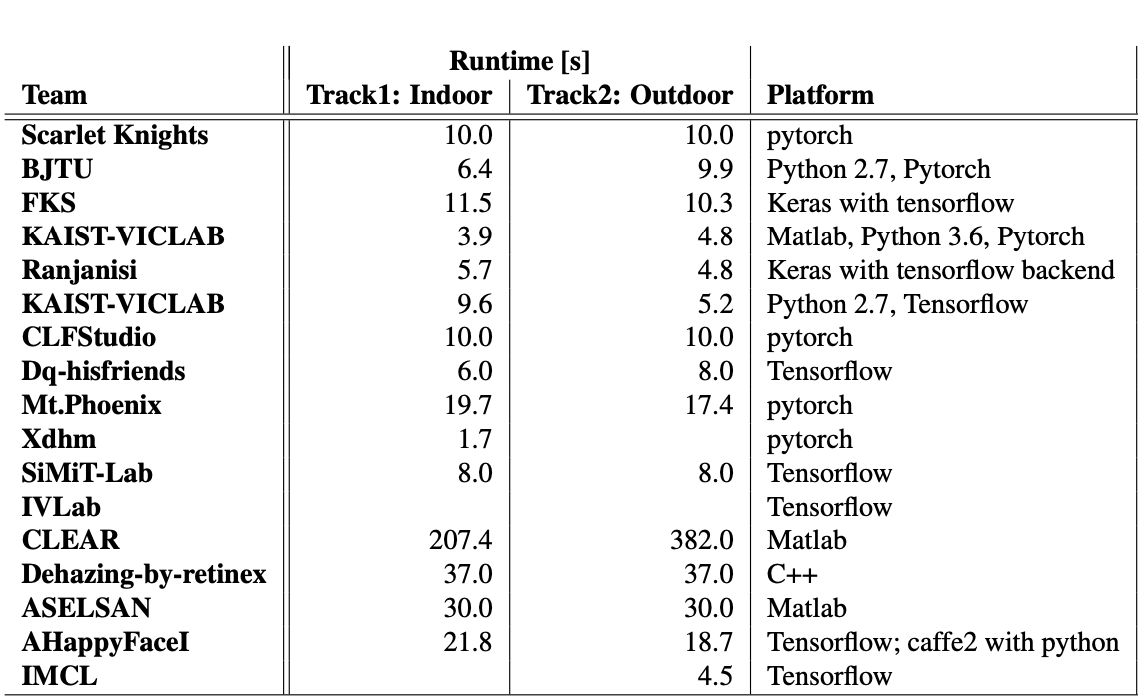 Runtime [s]
Team Track1: Indoor Track2: Outdoor Platform
Scarlet Knights 10.0 10.0 pytorch
BJTU 6.4 9.9 Python 2.7, Pytorch
FKS 11.5 10.3 Keras with tensorflow
KAIST-VICLAB 3.9 4.8 Matlab, Python 3.6, Pytorch
Ranjanisi 5.7 4.8 Keras with tensorflow backend
KAIST-VICLAB 9.6 5.2 Python 2.7, Tensorflow
CLFStudio 10.0 10.0 pytorch
Dq-hisfriends 6.0 8.0 Tensorflow
Mt.Phoenix 19.7 17.4 pytorch
Xdhm 1.7 pytorch
SiMiT-Lab 8.0 8.0 Tensorflow
IVLab Tensorflow
CLEAR 207.4 382.0 Matlab
Dehazing-by-retinex 37.0 37.0 C++
ASELSAN 30.0 30.0 Matlab
AHappyFaceI 21.8 18.7 Tensorflow; caffe2 with python
IMCL 4.5 Tensorflow